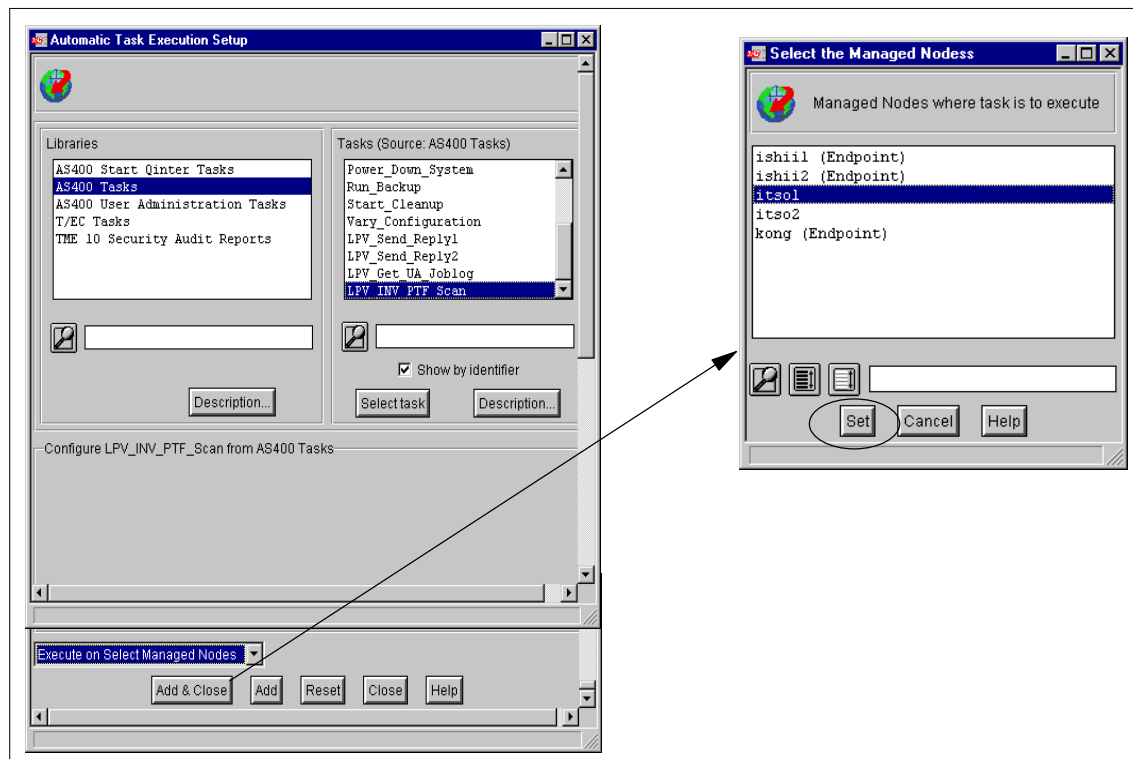 Automatic Task Execution Setup
Libraries
AS400 Start Qinter Tasks
AS400 Tasks
AS400 User Administration Tasks
T/EC Tasks
TME 10 Security Audit Reports
Description...
Tasks (Source: AS400 Tasks)
Power_Down_System
Run_Backup
Start_Cleanup
Vary_Configuration
LPV_Send_Reply1
LPV_Send_Reply2
LPV_Get_UA_Joblog
LPV_INV_PTF_Scan
Show by identifier
Select task
Description...
Configure LPV_INV_PTF_Scan from AS400 Tasks
Execute on Select Managed Nodes
Add & Close
Add
Reset
Close
Help
Select the Managed Nodess
Managed Nodes where task is to execute
ishii1 (Endpoint)
ishii2 (Endpoint)
itso1
itso2
kong (Endpoint)
Set
Cancel
Help